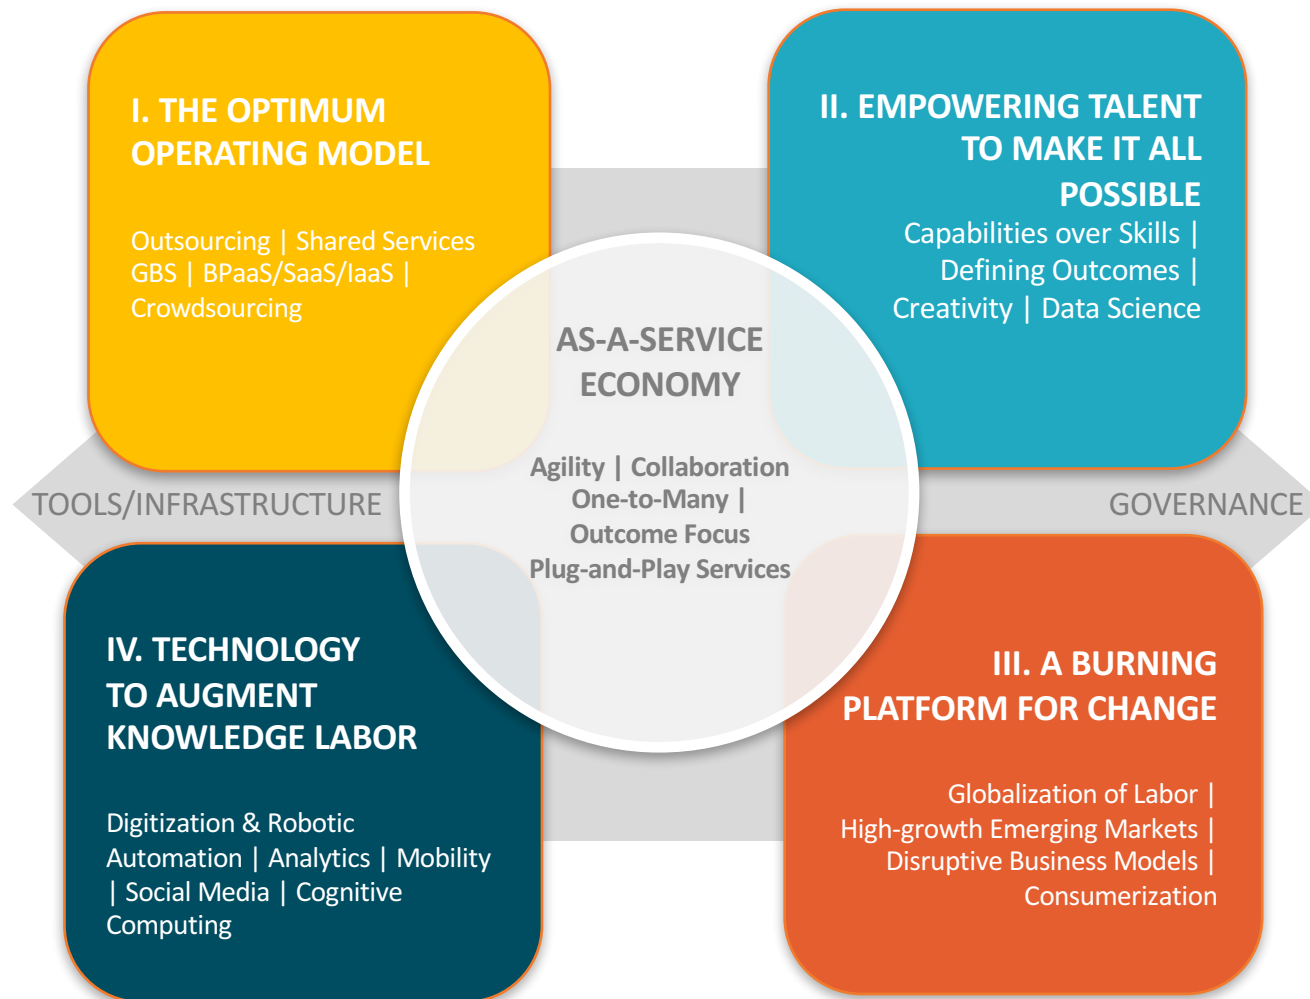 I. THE OPTIMUM
OPERATING MODEL
Outsourcing | Shared Services
GBS | BPaaS/SaaS/IaaS |
Crowdsourcing
II. EMPOWERING TALENT
TO MAKE IT ALL
POSSIBLE
Capabilities over Skills |
Defining Outcomes |
Creativity | Data Science
AS-A-SERVICE
ECONOMY
Agility | Collaboration
One-to-Many |
Outcome Focus
Plug-and-Play Services
TOOLS/INFRASTRUCTURE
GOVERNANCE
IV. TECHNOLOGY
TO AUGMENT
KNOWLEDGE LABOR
Digitization & Robotic
Automation | Analytics | Mobility
| Social Media | Cognitive
Computing
III. A BURNING
PLATFORM FOR CHANGE
Globalization of Labor |
High-growth Emerging Markets |
Disruptive Business Models |
Consumerization